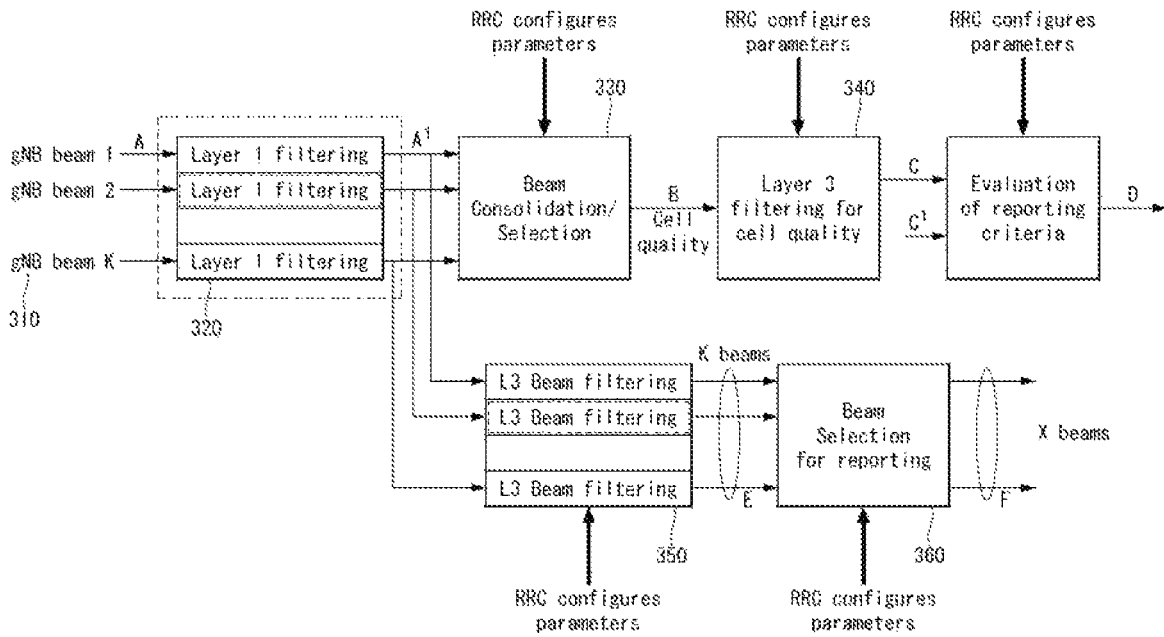 RRC configures
parameters
RRC configures
parameters
RRC configures
parameters
330
340
gNB beam 1
A
Layer 1 filtering
A¹
gNB beam 2
Layer 1 filtering
gNB beam K
Layer 1 filtering
310
320
Beam
Consolidation/
Selection
B
Cell
quality
Layer 3
filtering for
cell quality
C
C¹
Evaluation
of reporting
criteria
D
K beams
L3 Beam filtering
L3 Beam filtering
L3 Beam filtering
E
Beam
Selection
for reporting
X beams
F
350
360
RRC configures
parameters
RRC configures
parameters